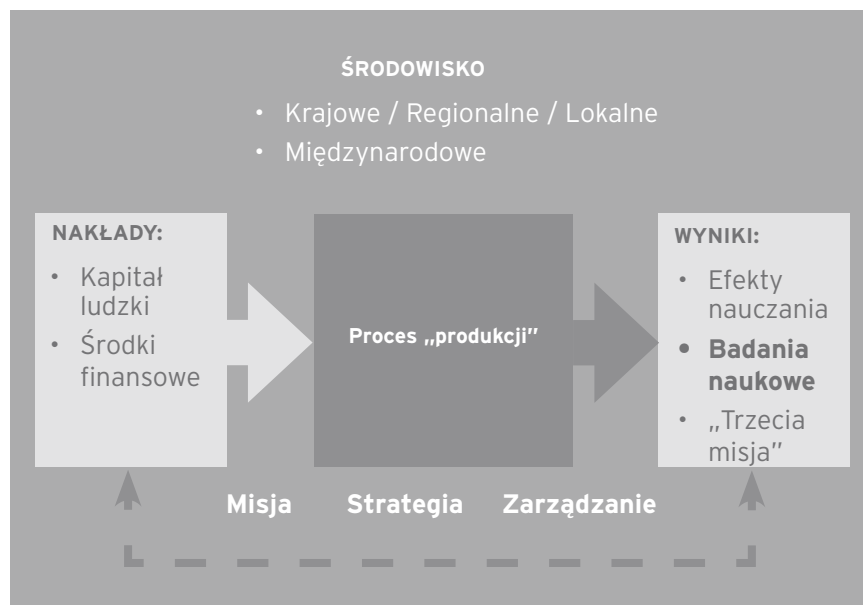 ŚRODOWISKO
• Krajowe / Regionalne / Lokalne
• Międzynarodowe
NAKŁADY:
• Kapitał
ludzki
• Środki
finansowe
Proces „produkcji”
WYNIKI:
• Efekty
nauczania
• Badania
naukowe
• „Trzecia
misja”
Misja Strategia Zarządzanie